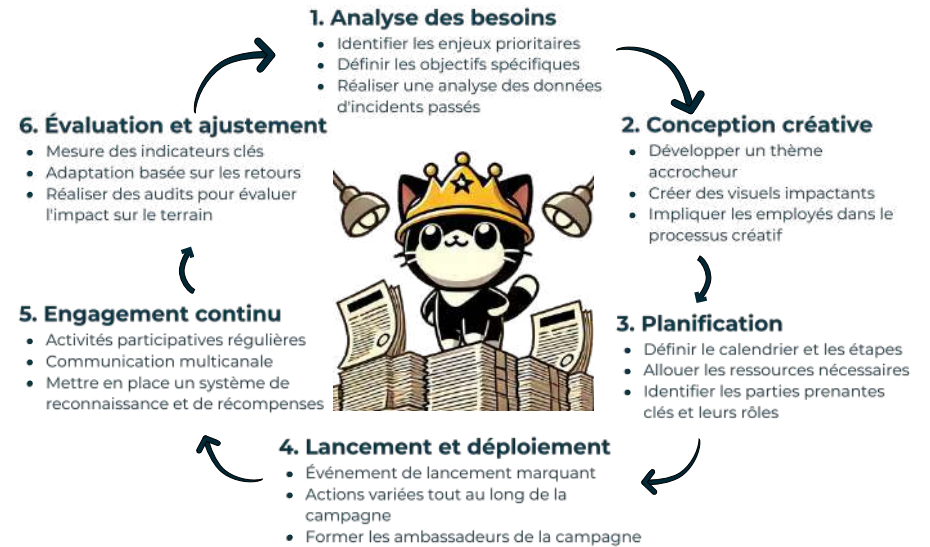 1. Analyse des besoins
• Identifier les enjeux prioritaires
• Définir les objectifs spécifiques
• Réaliser une analyse des données
d'incidents passés
2. Conception créative
• Développer un thème
accrocheur
• Créer des visuels impactants
• Impliquer les employés dans le
processus créatif
3. Planification
• Définir le calendrier et les étapes
• Allouer les ressources nécessaires
• Identifier les parties prenantes
clés et leurs rôles
4. Lancement et déploiement
• Événement de lancement marquant
• Actions variées tout au long de la
campagne
• Former les ambassadeurs de la campagne
5. Engagement continu
• Activités participatives régulières
• Communication multicanale
• Mettre en place un système de
reconnaissance et de récompenses
6. Évaluation et ajustement
• Mesure des indicateurs clés
• Adaptation basée sur les retours
• Réaliser des audits pour évaluer
l'impact sur le terrain